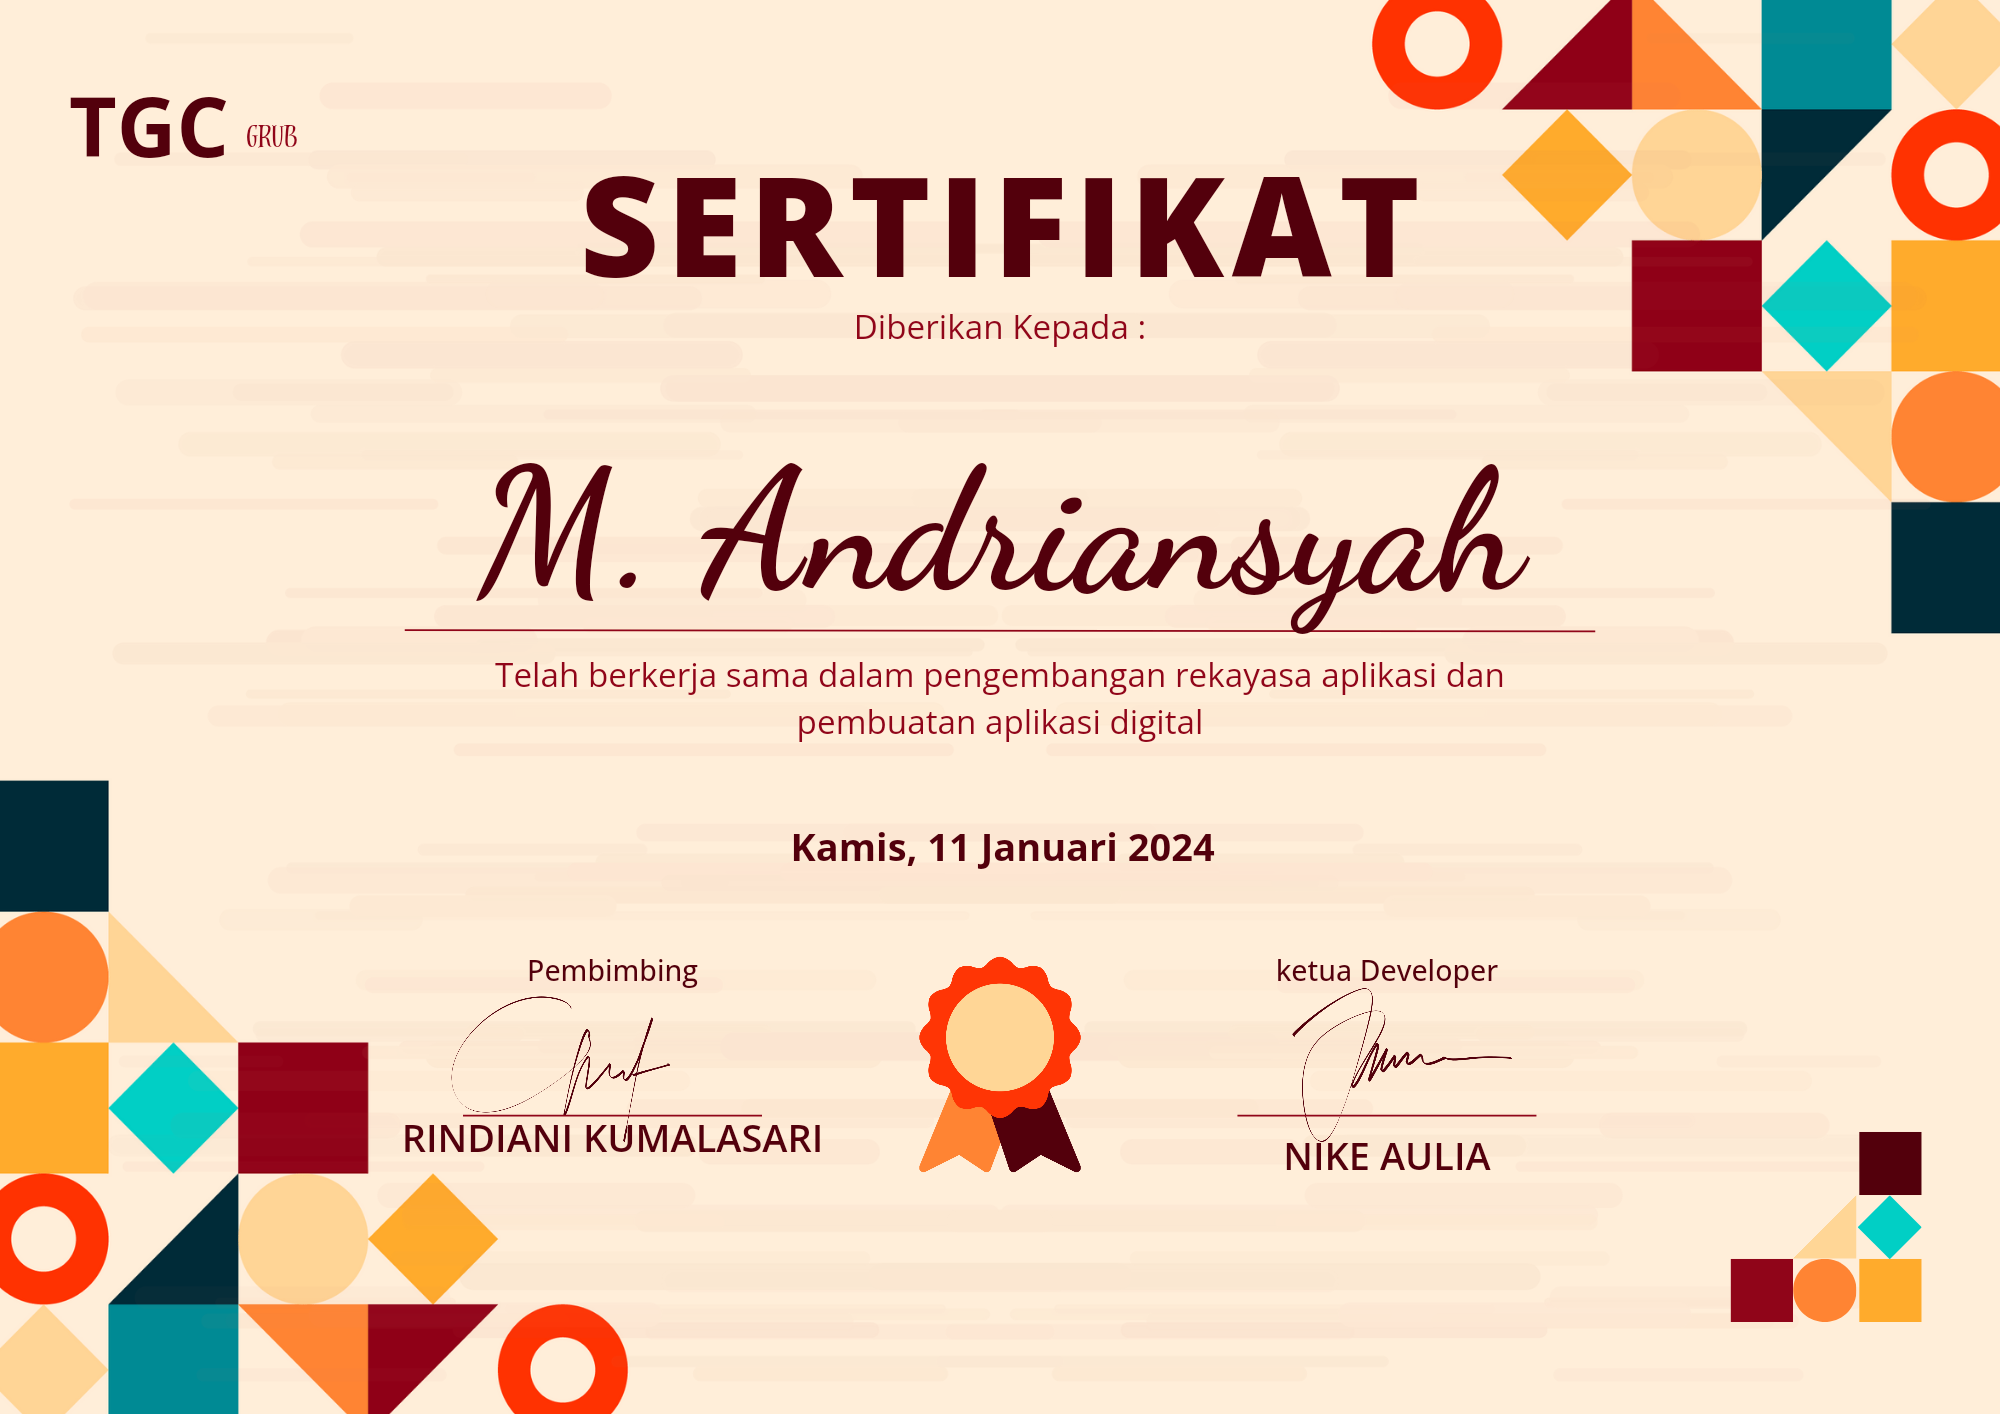 TGC GRUB
SERTIFIKAT
Diberikan Kepada :
M. Andriansyah
Telah berkerja sama dalam pengembangan rekayasa aplikasi dan
pembuatan aplikasi digital
Kamis, 11 Januari 2024
Pembimbing
RINDIANI KUMALASARI
ketua Developer
NIKE AULIA